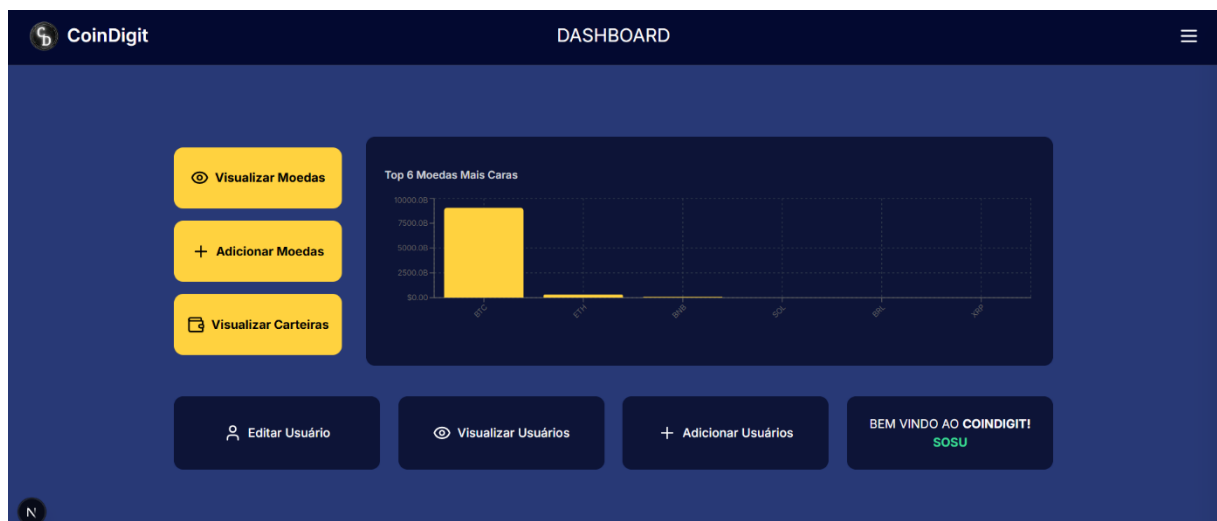 CD CoinDigit
DASHBOARD
Visualizar Moedas
Adicionar Moedas
Visualizar Carteiras
Top 6 Moedas Mais Caras
10000.0B
7500.0B
5000.0B
2500.0B
$0.00
BTC
ETH
BNB
SOL
BRL
XRP
Editar Usuário
Visualizar Usuários
Adicionar Usuários
BEM VINDO AO COINDIGIT!
SOSU
N